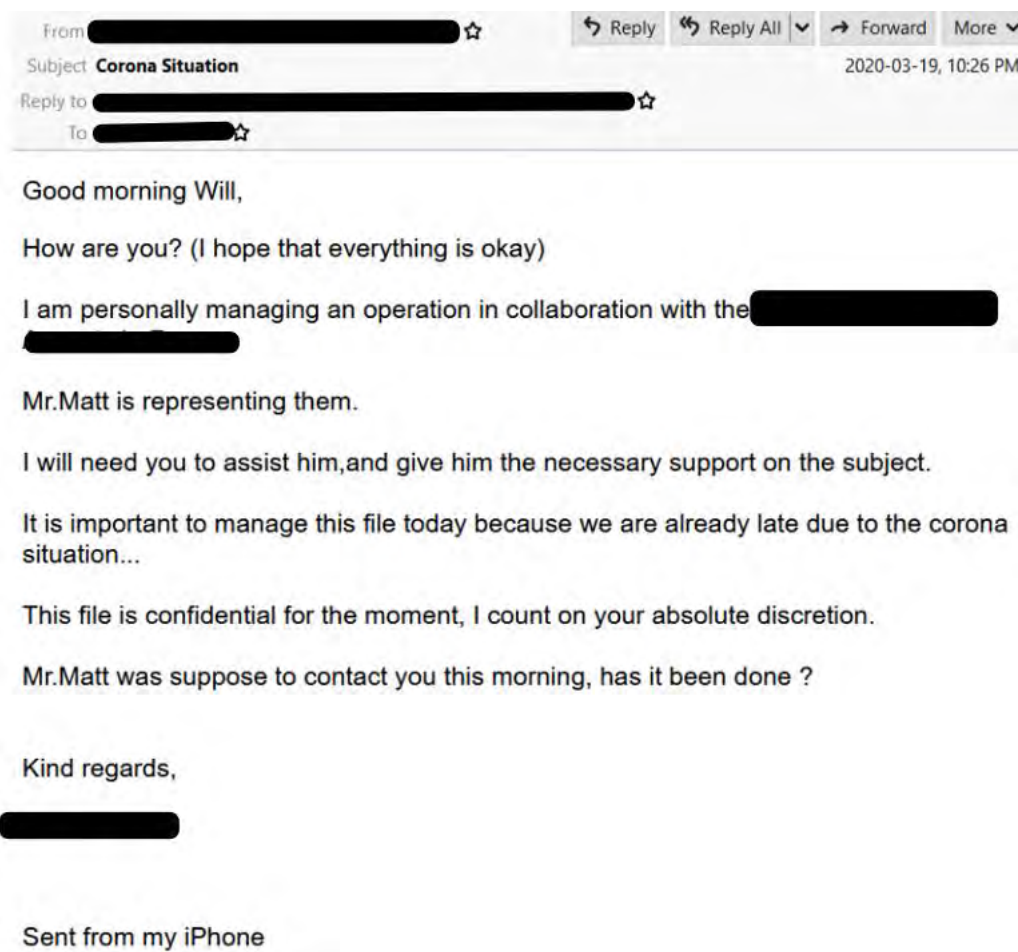 From
Reply Reply All Forward More
Subject Corona Situation 2020-03-19, 10:26 PM
Reply to
To
Good morning Will,
How are you? (I hope that everything is okay)
I am personally managing an operation in collaboration with the
Mr.Matt is representing them.
I will need you to assist him,and give him the necessary support on the subject.
It is important to manage this file today because we are already late due to the corona
situation...
This file is confidential for the moment, I count on your absolute discretion.
Mr.Matt was suppose to contact you this morning, has it been done ?
Kind regards,
Sent from my iPhone